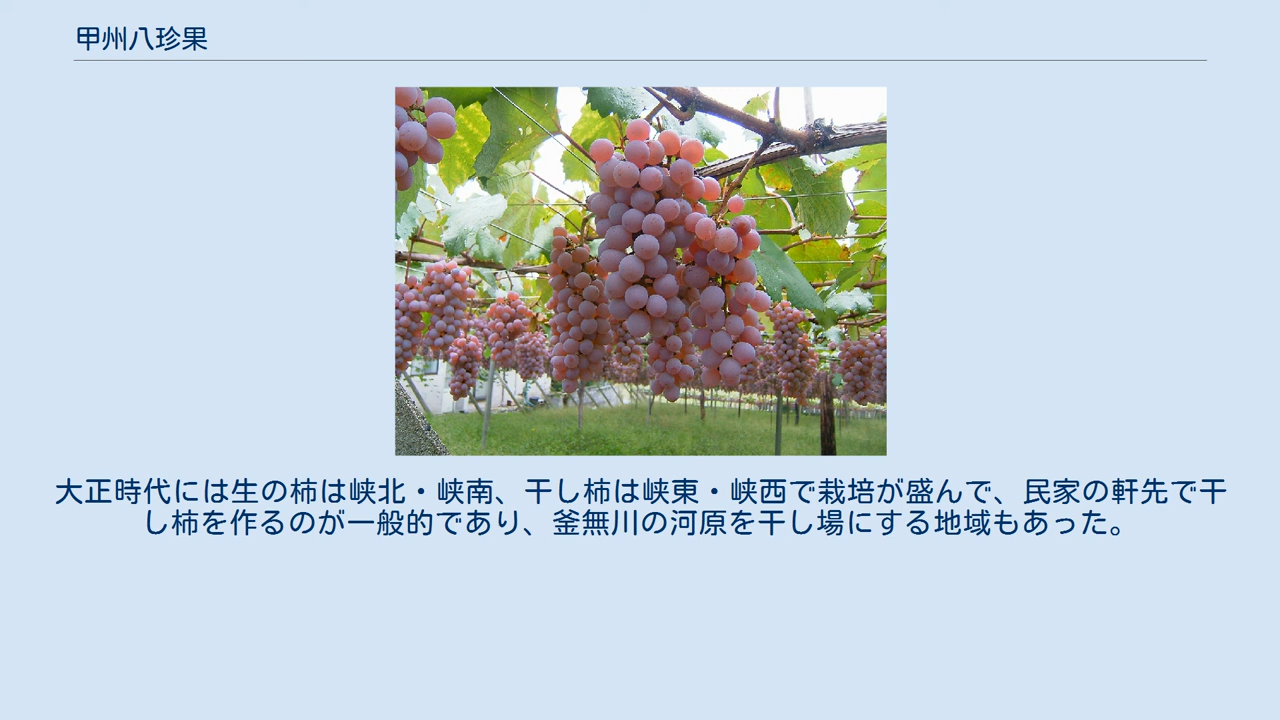 甲州八珍果
大正時代には生の柿は峡北・峡南、干し柿は峡東・峡西で栽培が盛んで、民家の軒先で干
し柿を作るのが一般的であり、釜無川の河原を干し場にする地域もあった。